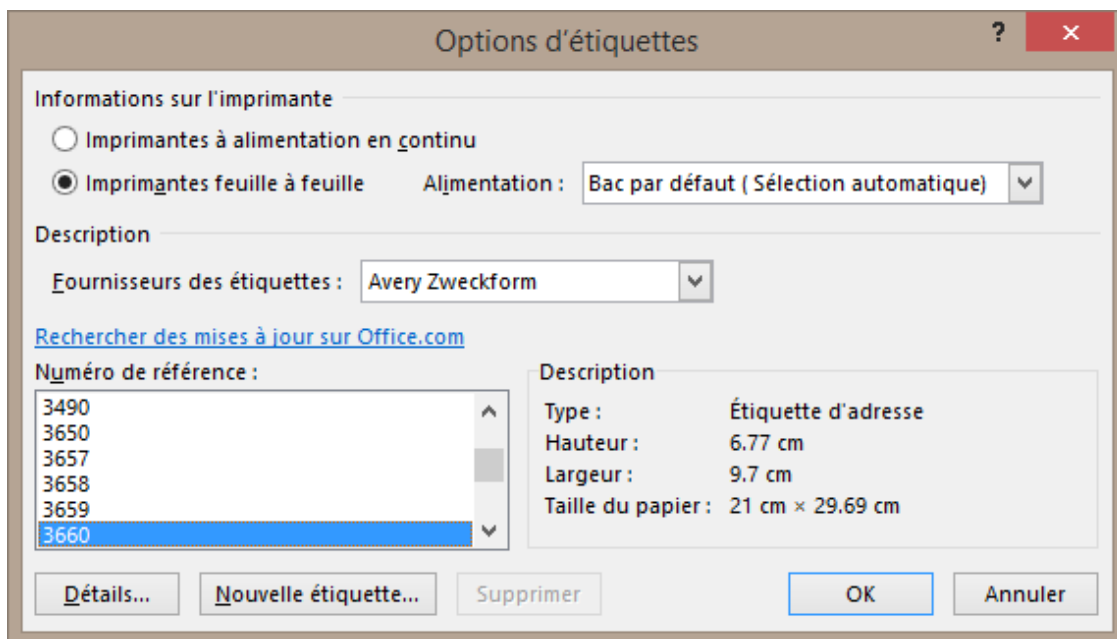 Options d'étiquettes
?
Informations sur l'imprimante
Imprimantes à alimentation en continu
Imprimantes feuille à feuille Alimentation : Bac par défaut ( Sélection automatique)
Description
Fournisseurs des étiquettes : Avery Zweckform
Rechercher des mises à jour sur Office.com
Numéro de référence :
3490
3650
3657
3658
3659
3660
Description
Type : Étiquette d'adresse
Hauteur : 6.77 cm
Largeur : 9.7 cm
Taille du papier : 21 cm × 29.69 cm
Détails... Nouvelle étiquette... Supprimer OK Annuler